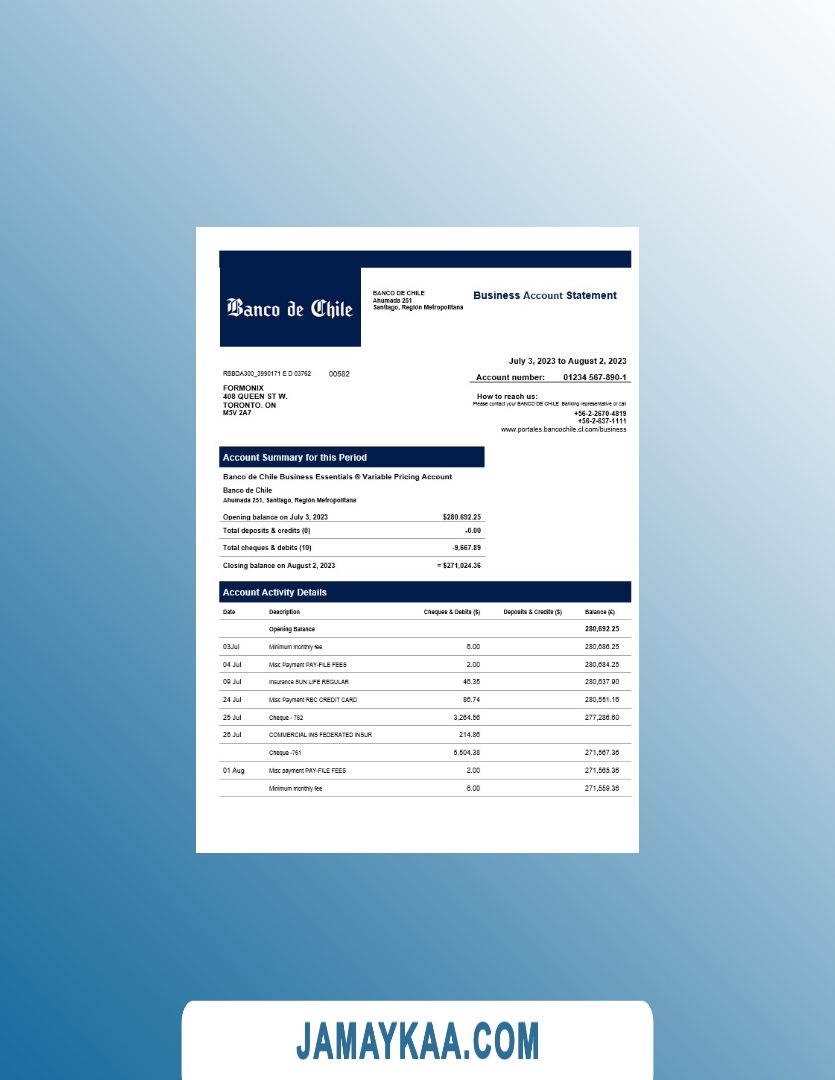 Banco de Chile
BANCO DE CHILE
Ahumada 251
Santiago, Región Metropolitana
Business Account Statement
July 3, 2023 to August 2, 2023
Account number: 01234 567-890-1
RBBDA300_3990171 E D 03762 00582
FORMONIX
408 QUEEN ST W.
TORONTO. ON
M5V 2A7
How to reach us:
Please contact your BANCO DE CHILE Banking representative or call
+56-2-2670-4819
+56-2-637-1111
www.portales.bancochile.cl.com/business
Account Summary for this Period
Banco de Chile Business Essentials ® Variable Pricing Account
Banco de Chile
Ahumada 251, Santiago, Región Metropolitana
Opening balance on July 3, 2023 $280.692.25
Total deposits & credits (0) +0.00
Total cheques & debits (10) -9,667.89
Closing balance on August 2, 2023 = $271,024.36
Account Activity Details
Date Description Cheques & Debits ($) Deposits & Credits ($) Balance (£)
Opening Balance 280,692.25
03Jul Minimum monthly fee 6.00 280,686.25
04 Jul Misc Payment PAY-FILE FEES 2.00 280,684.25
09 Jul Insurance SUN LIFE REGULAR 46.35 280,637.90
24 Jul Misc Payment RBC CREDIT CARD 86.74 280,551.16
25 Jul Cheque - 762 3,264.56 277,286.60
26 Jul COMMERCIAL INS FEDERATED INSUR 214.86
Cheque -761 5,504.38 271,567.36
01 Aug Misc payment PAY-FILE FEES 2.00 271,565.36
Minimum monthly fee 6.00 271,559.36
JAMAYKAA.COM